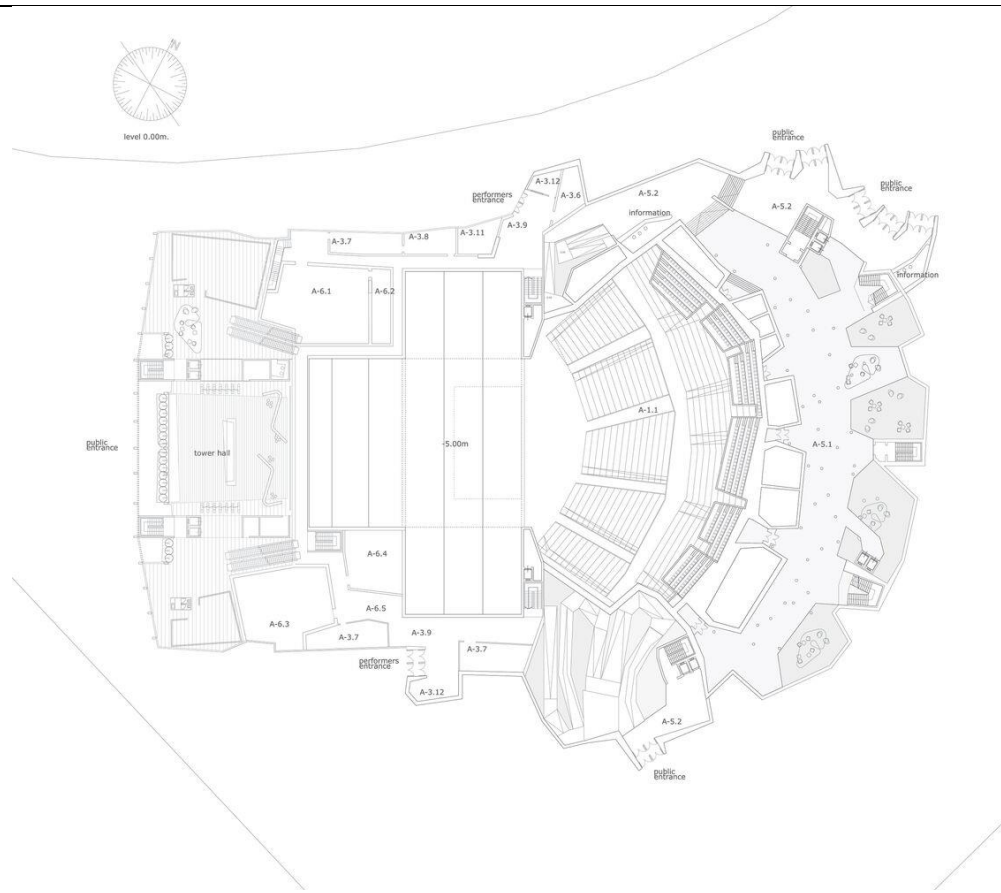 N
level 0.00m.
public
entrance
performers
entrance
A-3.12
A-3.6
A-5.2
A-5.2
public
entrance
information
A-3.7
A-3.8
A-3.11
A-3.9
A-6.1
A-6.2
information
A-1.1
public
entrance
tower hall
-5.00m
A-5.1
A-6.4
A-6.3
A-6.5
A-3.7
A-3.9
A-3.7
performers
entrance
A-3.12
A-5.2
public
entrance